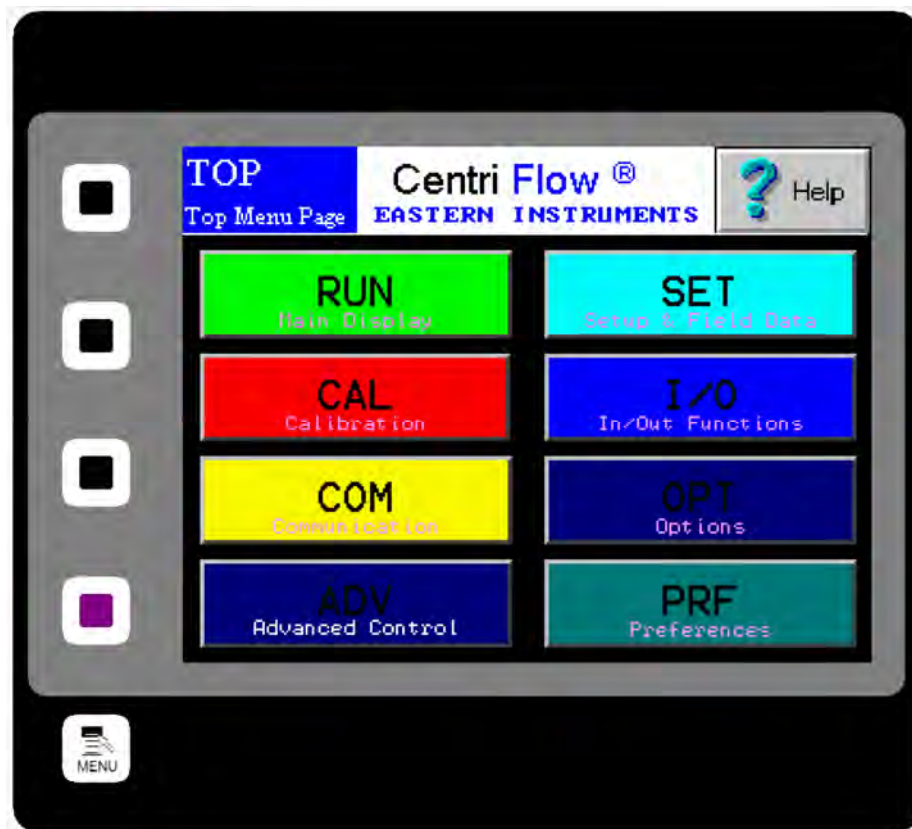 TOP
Top Menu Page
Centri Flow ®
EASTERN INSTRUMENTS
? Help
RUN
Main Display
SET
Setup & Field Data
CAL
Calibration
I/O
In/Out Functions
COM
Communication
OPT
Options
ADV
Advanced Control
PRF
Preferences
MENU